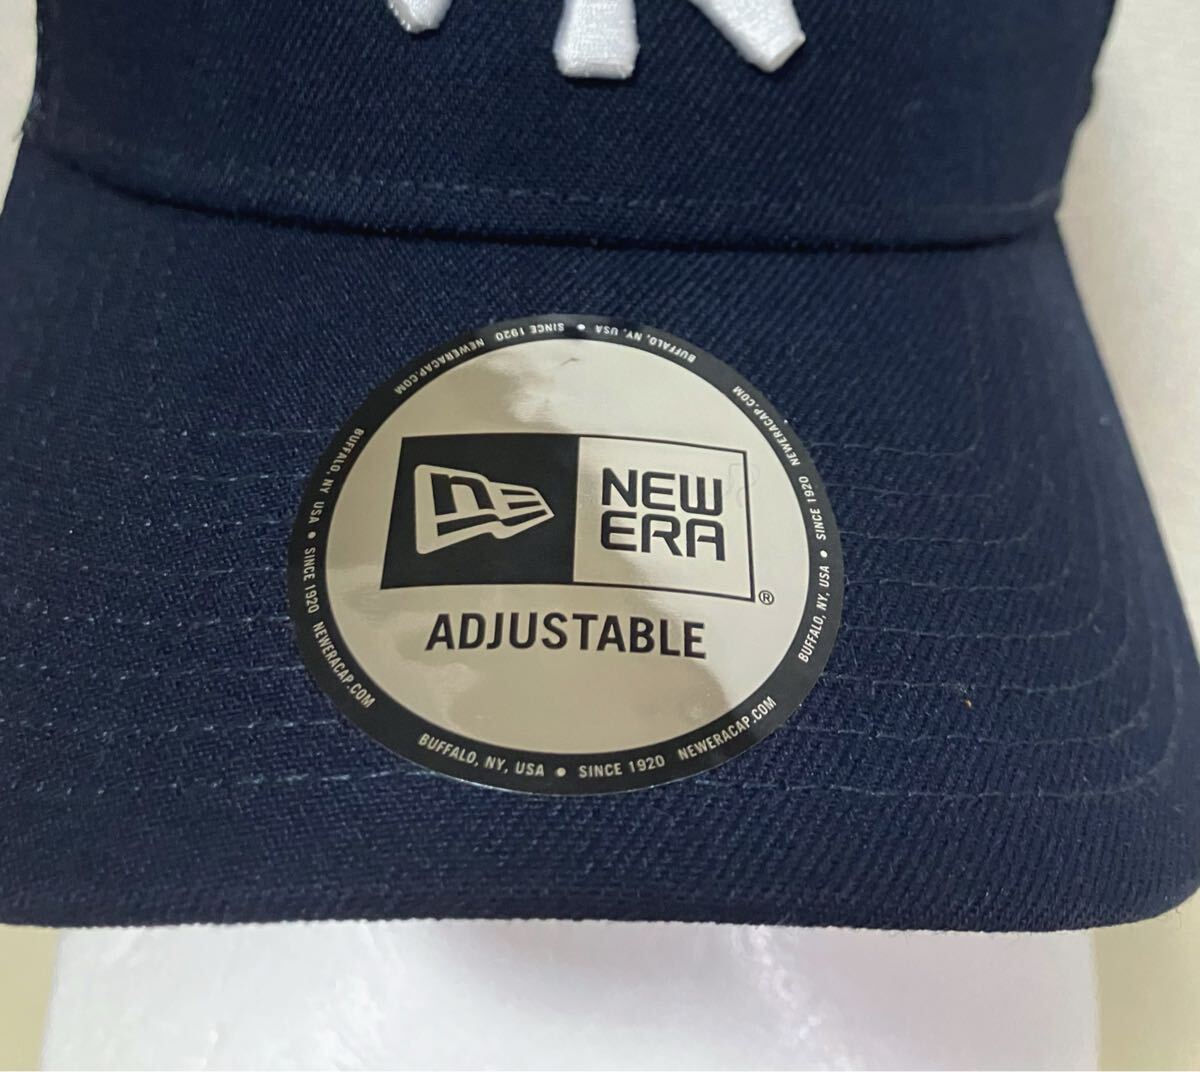 NEW
ERA
®
ADJUSTABLE
BUFFALO, NY, USA • SINCE 1920 NEWERACAP.COM
BUFFALO, NY, USA • SINCE 1920 NEWERACAP.COM
BUFFALO, NY, USA • SINCE 1920 NEWERACAP.COM
BUFFALO, NY USA • SINCE 1920 NEWERACAP.COM